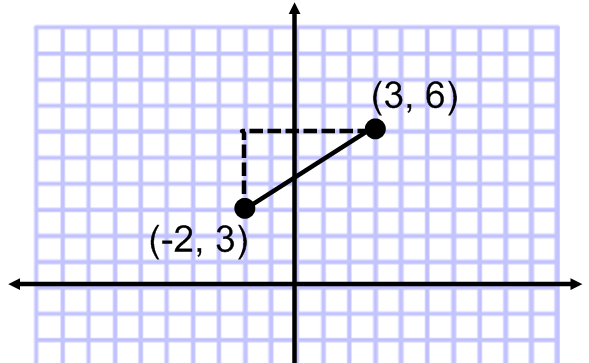 (3, 6)
(-2, 3)